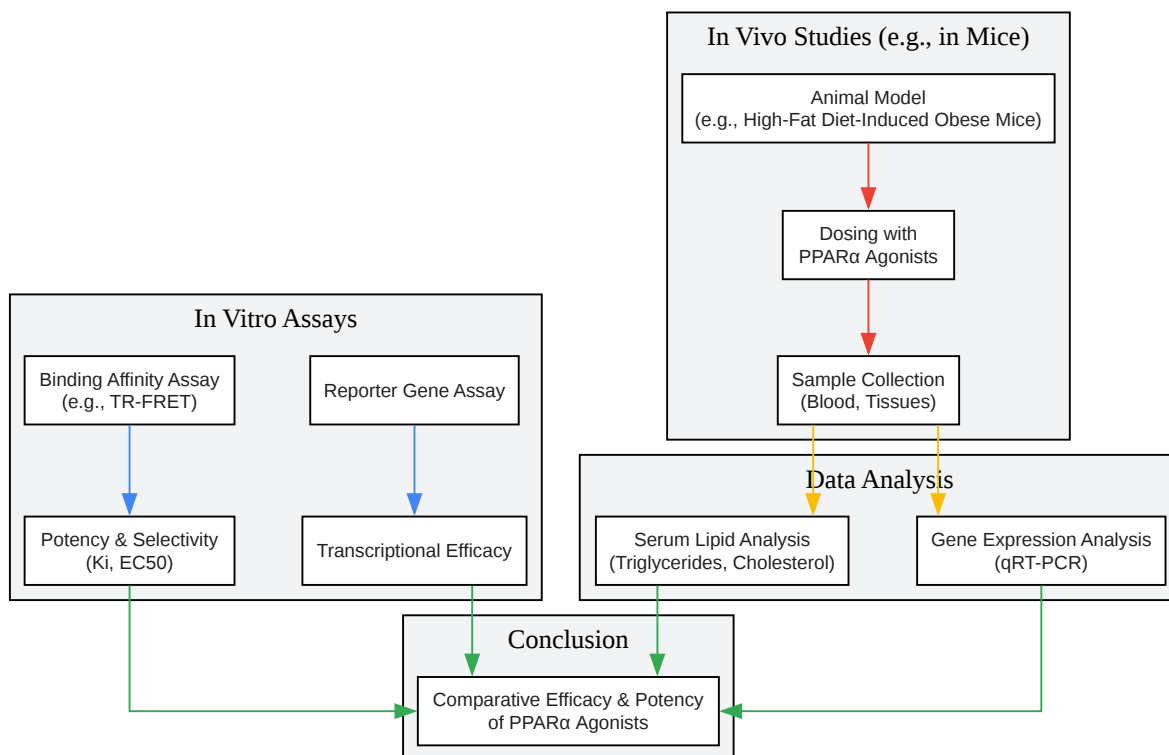 In Vivo Studies (e.g., in Mice)
Animal Model
(e.g., High-Fat Diet-Induced Obese Mice)
Dosing with
PPARα Agonists
Sample Collection
(Blood, Tissues)
In Vitro Assays
Binding Affinity Assay
(e.g., TR-FRET)
Reporter Gene Assay
Potency & Selectivity
(Ki, EC50)
Transcriptional Efficacy
Data Analysis
Serum Lipid Analysis
(Triglycerides, Cholesterol)
Gene Expression Analysis
(qRT-PCR)
Conclusion
Comparative Efficacy & Potency
of PPARα Agonists